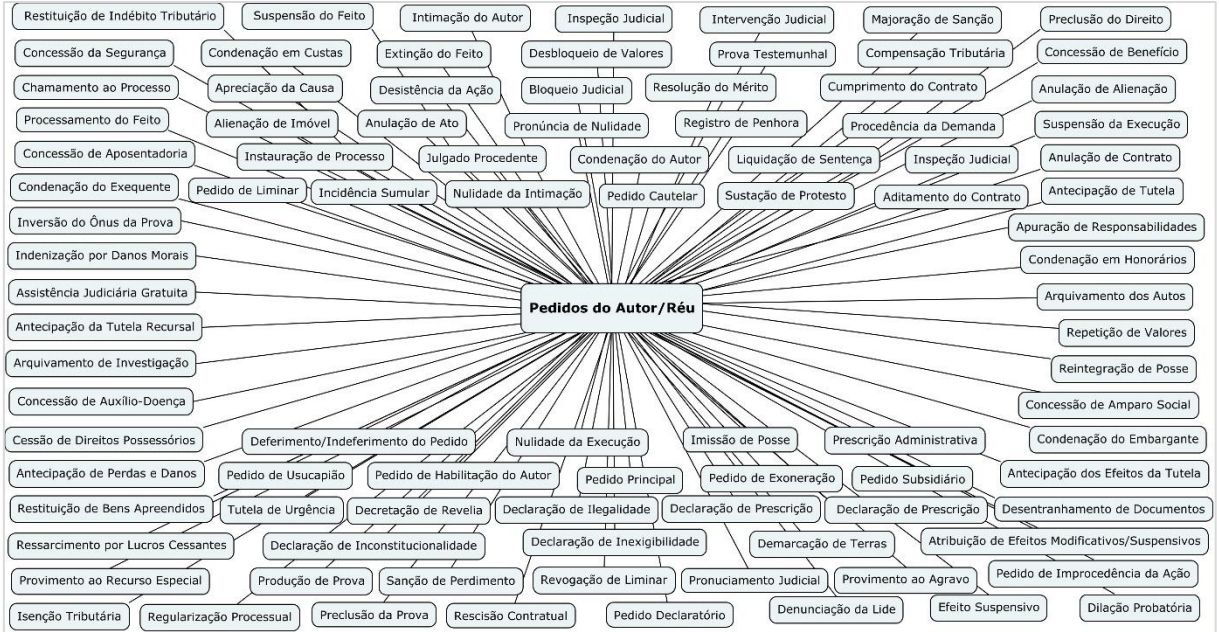 Restituição de Indébito Tributário
Suspensão do Feito
Intimação do Autor
Inspeção Judicial
Intervenção Judicial
Majoração de Sanção
Preclusão do Direito
Concessão da Segurança
Condenação em Custas
Extinção do Feito
Desbloqueio de Valores
Prova Testemunhal
Compensação Tributária
Concessão de Benefício
Chamamento ao Processo
Apreciação da Causa
Desistência da Ação
Bloqueio Judicial
Resolução do Mérito
Cumprimento do Contrato
Anulação de Alienação
Processamento do Feito
Alienação de Imóvel
Anulação de Ato
Pronúncia de Nulidade
Registro de Penhora
Procedência da Demanda
Suspensão da Execução
Concessão de Aposentadoria
Instauração de Processo
Julgado Procedente
Condenação do Autor
Liquidação de Sentença
Inspeção Judicial
Anulação de Contrato
Condenação do Exequente
Pedido de Liminar
Incidência Sumular
Nulidade da Intimação
Pedido Cautelar
Sustação de Protesto
Aditamento do Contrato
Antecipação de Tutela
Inversão do Ônus da Prova
Apuração de Responsabilidades
Indenização por Danos Morais
Condenação em Honorários
Assistência Judiciária Gratuita
Pedidos do Autor/Réu
Arquivamento dos Autos
Antecipação da Tutela Recursal
Repetição de Valores
Arquivamento de Investigação
Reintegração de Posse
Concessão de Auxílio-Doença
Concessão de Amparo Social
Cessão de Direitos Possessórios
Deferimento/Indeferimento do Pedido
Nulidade da Execução
Imissão de Posse
Prescrição Administrativa
Condenação do Embargante
Antecipação de Perdas e Danos
Pedido de Usucapião
Pedido de Habilitação do Autor
Pedido Principal
Pedido de Exoneração
Pedido Subsidiário
Antecipação dos Efeitos da Tutela
Restituição de Bens Apreendidos
Tutela de Urgência
Decretação de Revelia
Declaração de Ilegalidade
Declaração de Prescrição
Declaração de Prescrição
Desentranhamento de Documentos
Ressarcimento por Lucros Cessantes
Declaração de Inconstitucionalidade
Declaração de Inexigibilidade
Demarcação de Terras
Atribuição de Efeitos Modificativos/Suspensivos
Provimento ao Recurso Especial
Produção de Prova
Sanção de Perdimento
Revogação de Liminar
Pronuciamento Judicial
Provimento ao Agravo
Pedido de Improcedência da Ação
Isenção Tributária
Regularização Processual
Preclusão da Prova
Rescisão Contratual
Pedido Declaratório
Denunciação da Lide
Efeito Suspensivo
Dilação Probatória